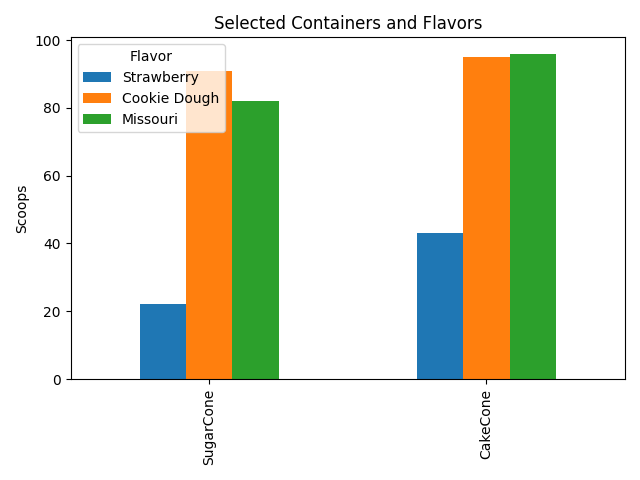 Selected Containers and Flavors
Flavor
Strawberry
Cookie Dough
Missouri
100
80
60
40
20
0
Scoops
SugarCone
CakeCone